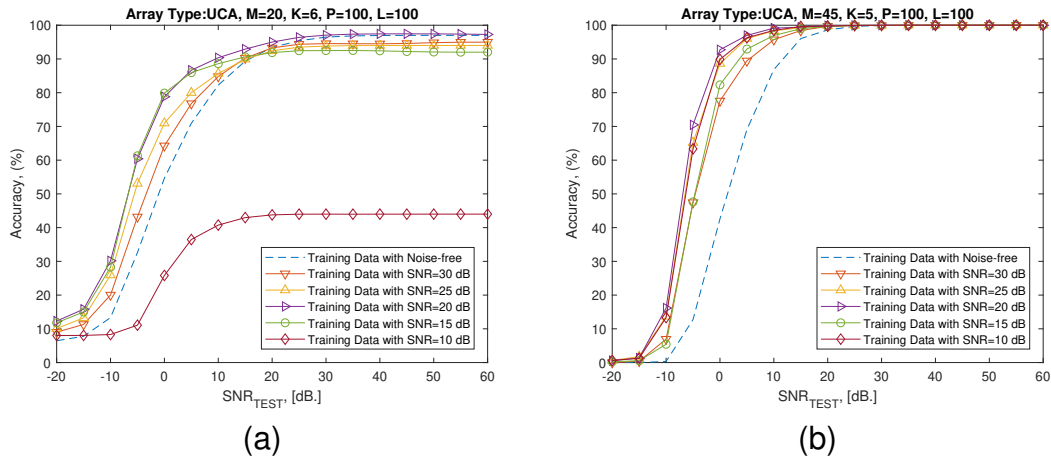 Array Type:UCA, M=20, K=6, P=100, L=100
100
90
80
70
60
50
40
30
20
10
0
Accuracy, (%)
-20 -10 0 10 20 30 40 50 60
SNR_TEST, [dB.]
Training Data with Noise-free
Training Data with SNR=30 dB
Training Data with SNR=25 dB
Training Data with SNR=20 dB
Training Data with SNR=15 dB
Training Data with SNR=10 dB
(a)
Array Type:UCA, M=45, K=5, P=100, L=100
100
90
80
70
60
50
40
30
20
10
0
Accuracy, (%)
-20 -10 0 10 20 30 40 50 60
SNR_TEST, [dB.]
Training Data with Noise-free
Training Data with SNR=30 dB
Training Data with SNR=25 dB
Training Data with SNR=20 dB
Training Data with SNR=15 dB
Training Data with SNR=10 dB
(b)